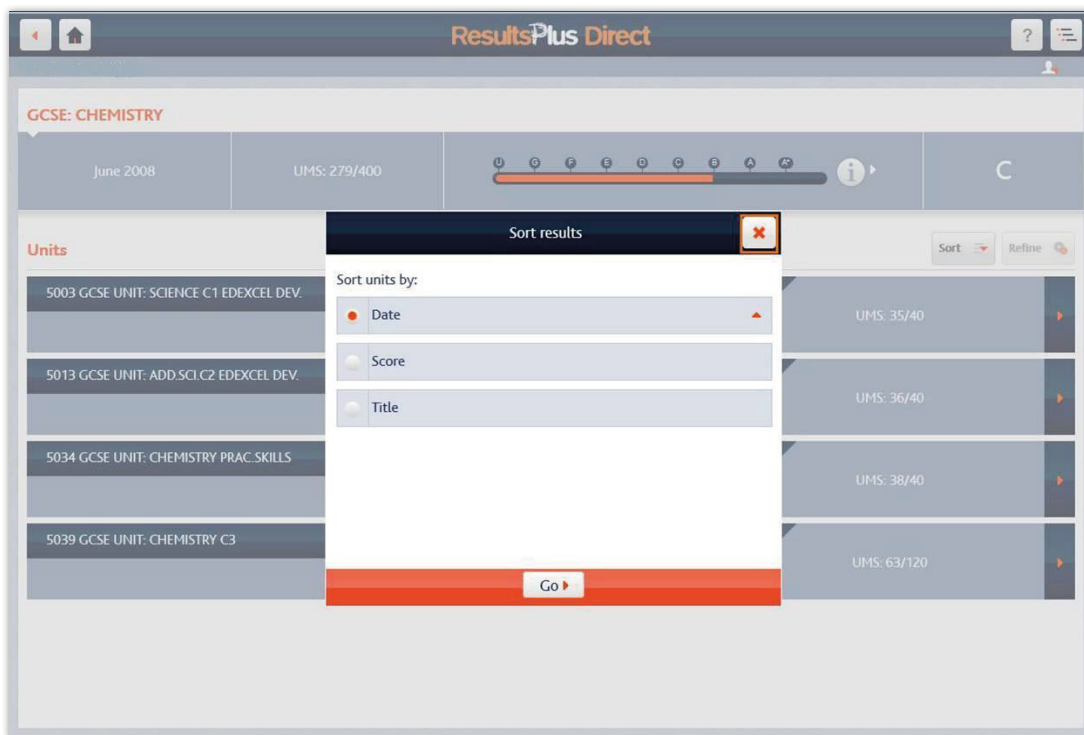 ResultsPlus Direct
?
GCSE: CHEMISTRY
June 2008
UMS: 279/400
U G F E D C B A A*
i
C
Units
Sort
Refine
Sort results
Sort units by:
Date
Score
Title
Go
5003 GCSE UNIT: SCIENCE C1 EDEXCEL DEV.
UMS: 35/40
5013 GCSE UNIT: ADD.SCI.C2 EDEXCEL DEV.
UMS: 36/40
5034 GCSE UNIT: CHEMISTRY PRAC.SKILLS
UMS: 38/40
5039 GCSE UNIT: CHEMISTRY C3
UMS: 63/120